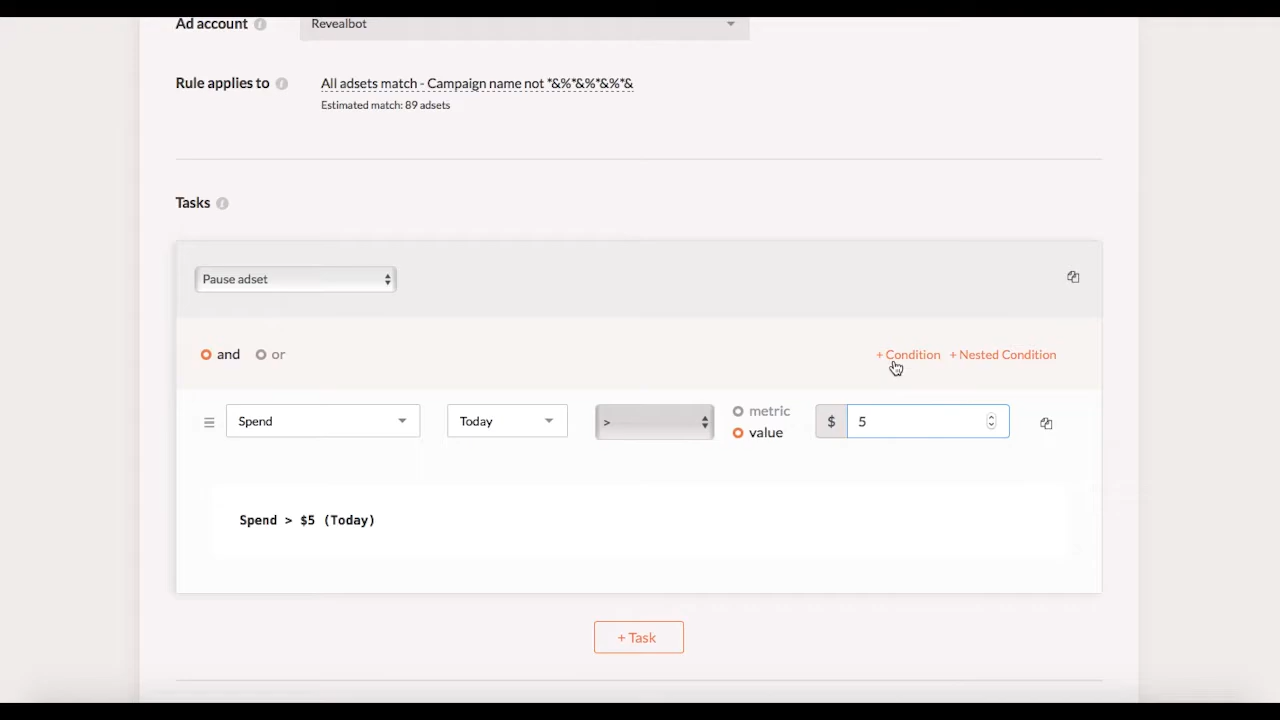 Ad account
Revealbot
Rule applies to
All adsets match - Campaign name not *&%*&%*&%*&
Estimated match: 89 adsets
Tasks
Pause adset
and or
+ Condition + Nested Condition
Spend
Today
>
metric
value
$ 5
Spend > $5 (Today)
+ Task